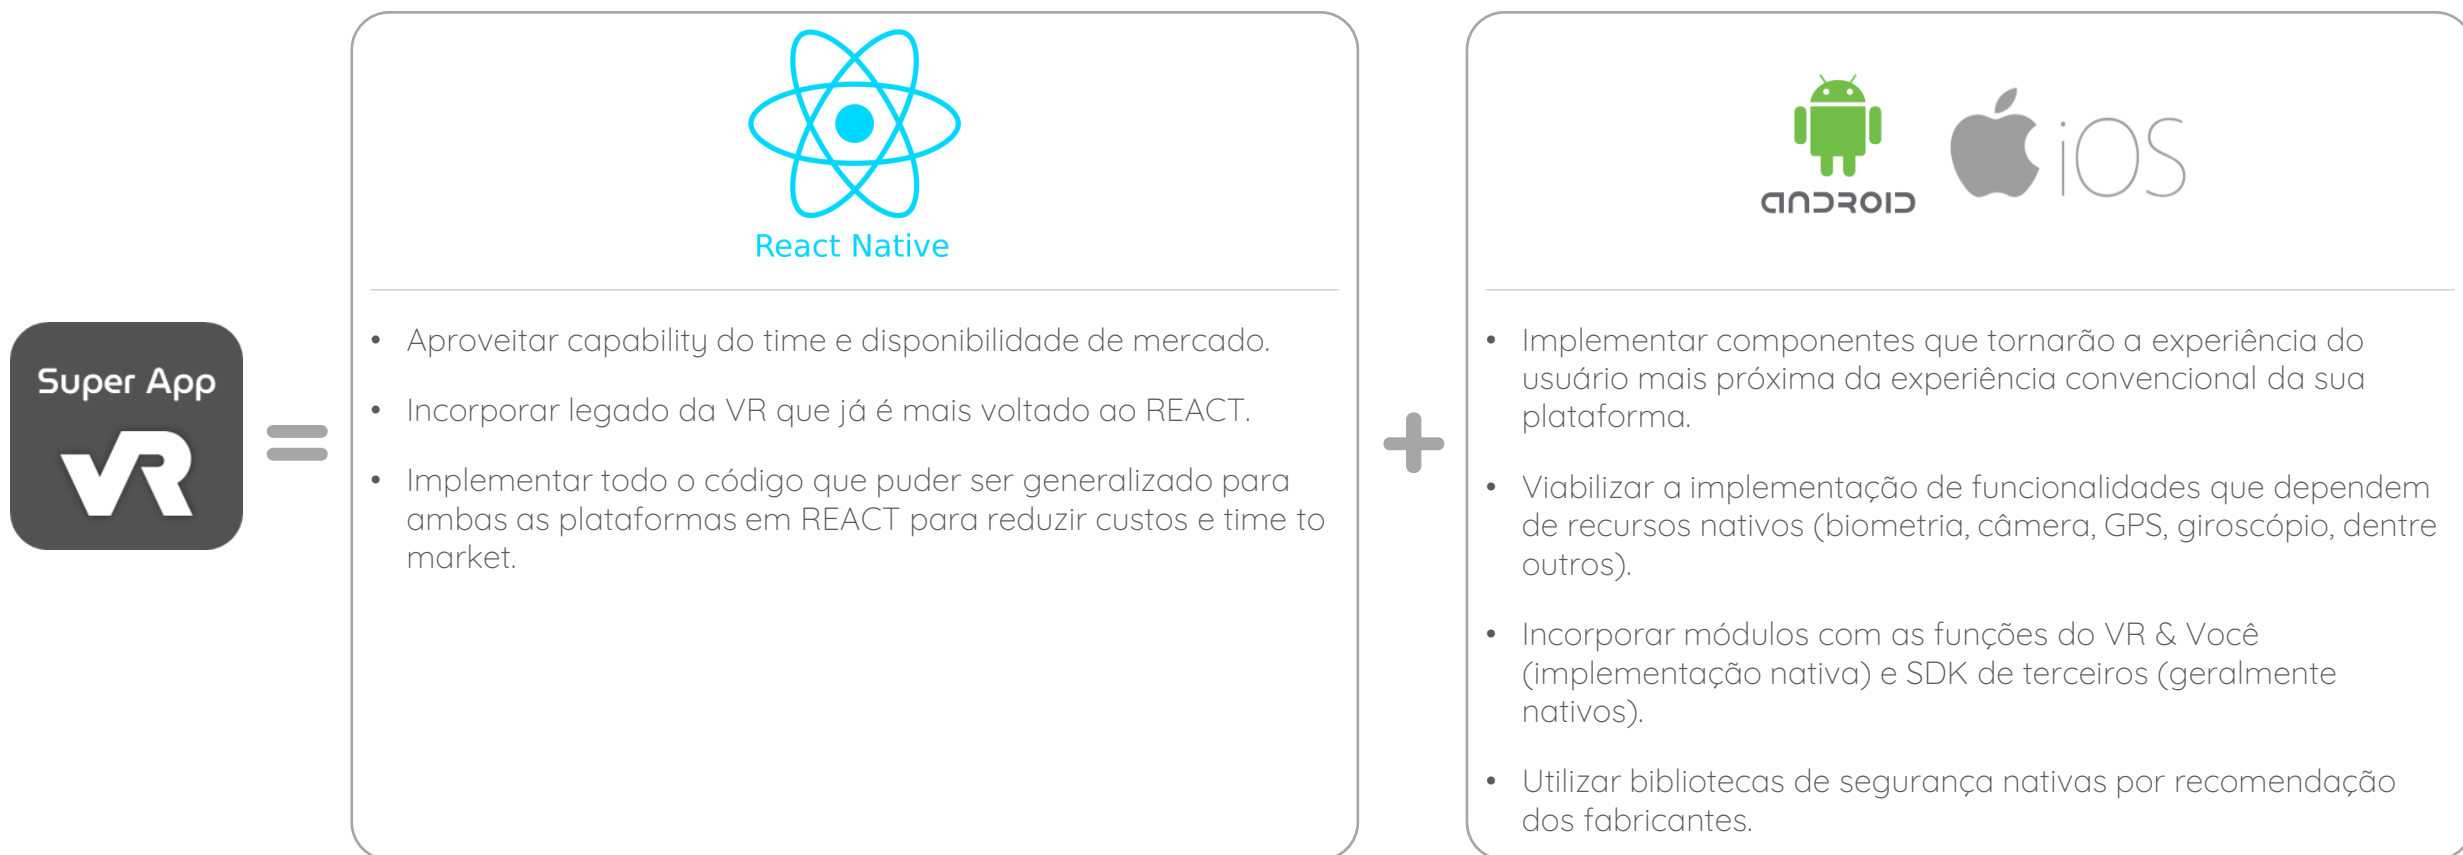 Super App
VR
React Native
• Aproveitar capability do time e disponibilidade de mercado.
• Incorporar legado da VR que já é mais voltado ao REACT.
• Implementar todo o código que puder ser generalizado para
ambas as plataformas em REACT para reduzir custos e time to
market.
ANDROID
iOS
• Implementar componentes que tornarão a experiência do
usuário mais próxima da experiência convencional da sua
plataforma.
• Viabilizar a implementação de funcionalidades que dependem
de recursos nativos (biometria, câmera, GPS, giroscópio, dentre
outros).
• Incorporar módulos com as funções do VR & Você
(implementação nativa) e SDK de terceiros (geralmente
nativos).
• Utilizar bibliotecas de segurança nativas por recomendação
dos fabricantes.